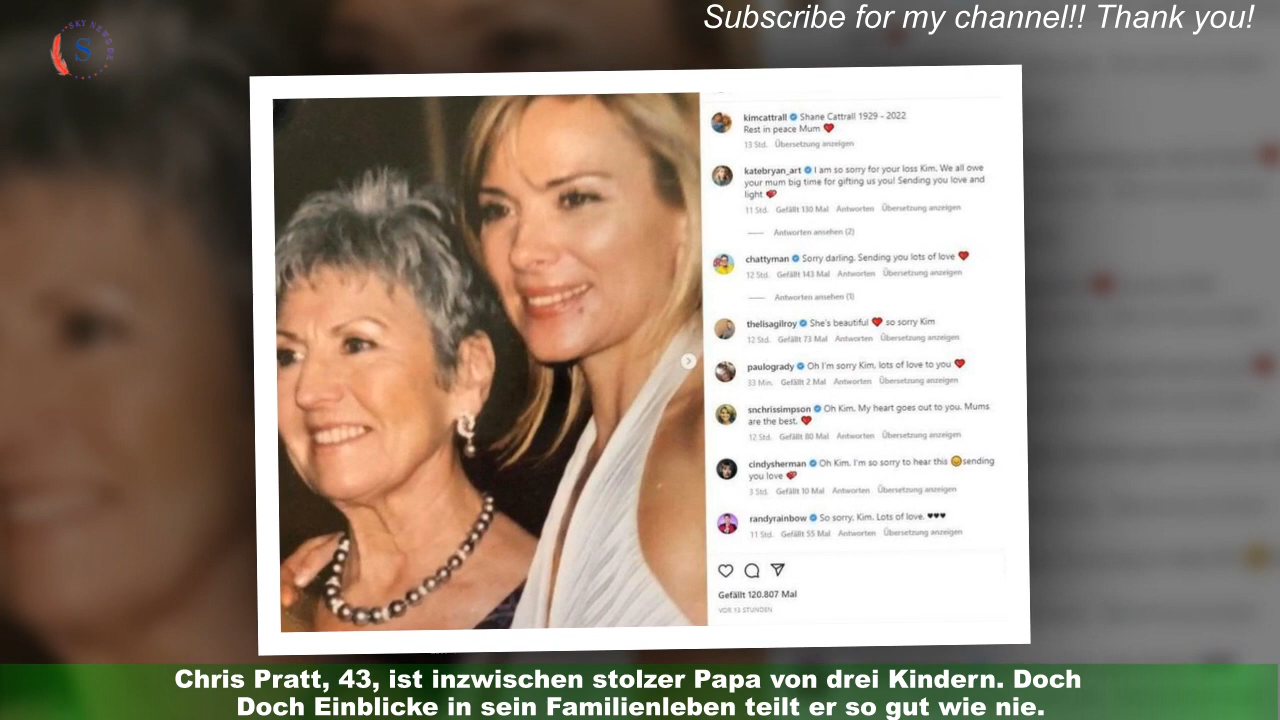 Subscribe for my channel!! Thank you!
S
kimcattrall Shane Cattrall 1929 - 2022
Rest in peace Mum ❤
13 Std. Übersetzung anzeigen
katebryan_art I am so sorry for your loss Kim. We all owe
your mum big time for gifting us you! Sending you love and
light 💕
11 Std. Gefällt 130 Mal Antworten Übersetzung anzeigen
Antworten ansehen (2)
chattyman Sorry darling. Sending you lots of love ❤
12 Std. Gefällt 143 Mal Antworten Übersetzung anzeigen
Antworten ansehen (1)
thelisagilroy She's beautiful ❤ so sorry Kim
12 Std. Gefällt 73 Mal Antworten Übersetzung anzeigen
paulogrady Oh I'm sorry Kim, lots of love to you ❤
33 Min. Gefällt 2 Mal Antworten Übersetzung anzeigen
snchrissimpson Oh Kim. My heart goes out to you. Mums
are the best. ❤
12 Std. Gefällt 80 Mal Antworten Übersetzung anzeigen
cindysherman Oh Kim. I'm so sorry to hear this sending
you love 💕
3 Std. Gefällt 10 Mal Antworten Übersetzung anzeigen
randyrainbow So sorry, Kim. Lots of love. ♥♥♥
11 Std. Gefällt 55 Mal Antworten Übersetzung anzeigen
Gefällt 120.807 Mal
VOR 13 STUNDEN
Chris Pratt, 43, ist inzwischen stolzer Papa von drei Kindern. Doch
Doch Einblicke in sein Familienleben teilt er so gut wie nie.